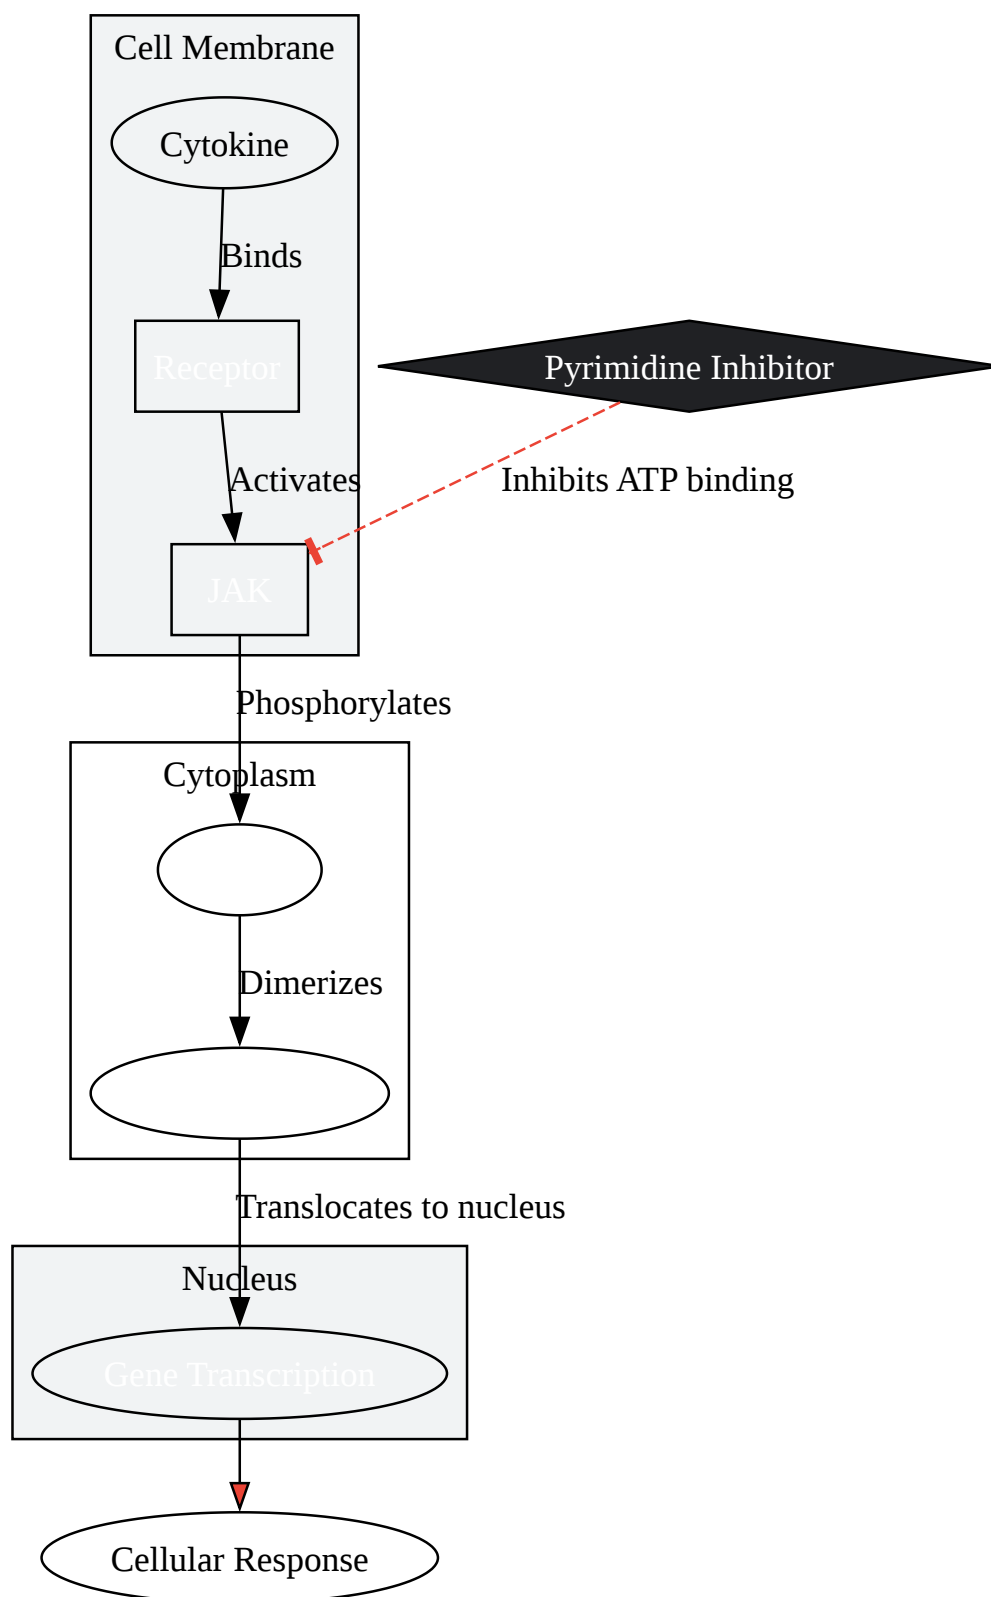 Cell Membrane
Cytokine
Binds
Receptor
Pyrimidine Inhibitor
Activates
Inhibits ATP binding
JAK
Phosphorylates
Cytoplasm
Dimerizes
Translocates to nucleus
Nucleus
Gene Transcription
Cellular Response